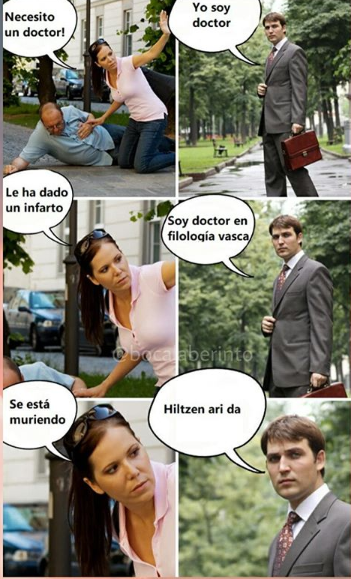 Necesito
un doctor!
Yo soy
doctor
Le ha dado
un infarto
Soy doctor en
filología vasca
@bocalaberinto
Se está
muriendo
Hiltzen ari da